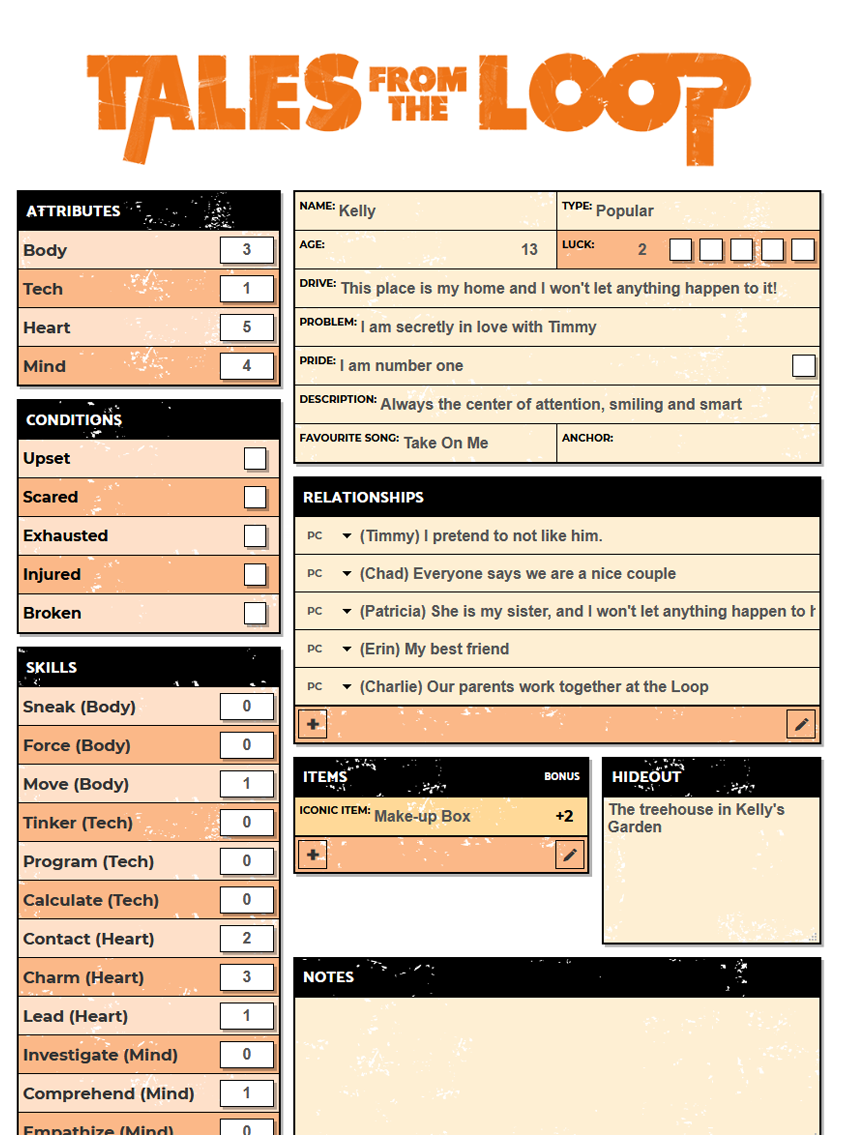 TALES FROM THE LOOP
ATTRIBUTES
Body 3
Tech 1
Heart 5
Mind 4
CONDITIONS
Upset
Scared
Exhausted
Injured
Broken
SKILLS
Sneak (Body) 0
Force (Body) 0
Move (Body) 1
Tinker (Tech) 0
Program (Tech) 0
Calculate (Tech) 0
Contact (Heart) 2
Charm (Heart) 3
Lead (Heart) 1
Investigate (Mind) 0
Comprehend (Mind) 1
Empathize (Mind) 0
NAME: Kelly
TYPE: Popular
AGE: 13
LUCK: 2
DRIVE: This place is my home and I won't let anything happen to it!
PROBLEM: I am secretly in love with Timmy
PRIDE: I am number one
DESCRIPTION: Always the center of attention, smiling and smart
FAVOURITE SONG: Take On Me
ANCHOR:
RELATIONSHIPS
PC (Timmy) I pretend to not like him.
PC (Chad) Everyone says we are a nice couple
PC (Patricia) She is my sister, and I won't let anything happen to
PC (Erin) My best friend
PC (Charlie) Our parents work together at the Loop
ITEMS BONUS
ICONIC ITEM: Make-up Box +2
HIDEOUT
The treehouse in Kelly's
Garden
NOTES